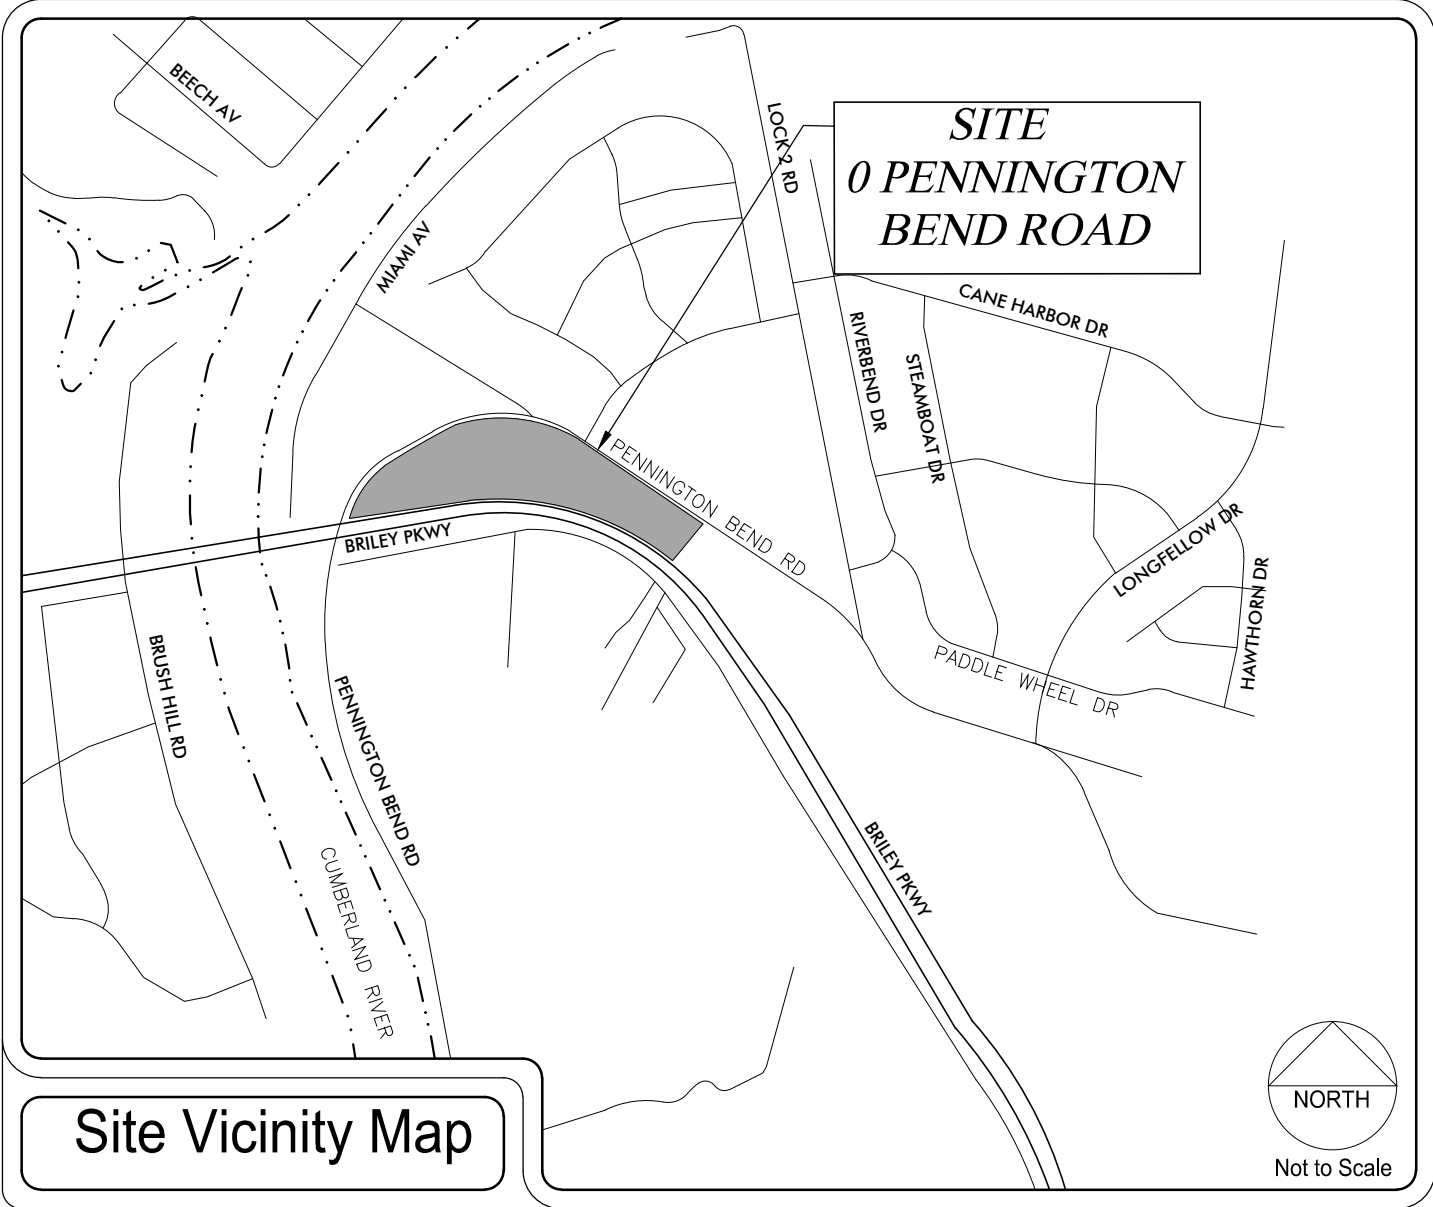 BEECH AV
LOCK 2 RD
SITE
0 PENNINGTON
BEND ROAD
MIAMI AV
CANE HARBOR DR
RIVERBEND DR
STEAMBOAT DR
PENNINGTON BEND RD
BRILEY PKWY
LONGFELLOW DR
HAWTHORN DR
BRUSH HILL RD
PADDLE WHEEL DR
PENNINGTON BEND RD
CUMBERLAND RIVER
BRILEY PKWY
NORTH
Not to Scale
Site Vicinity Map